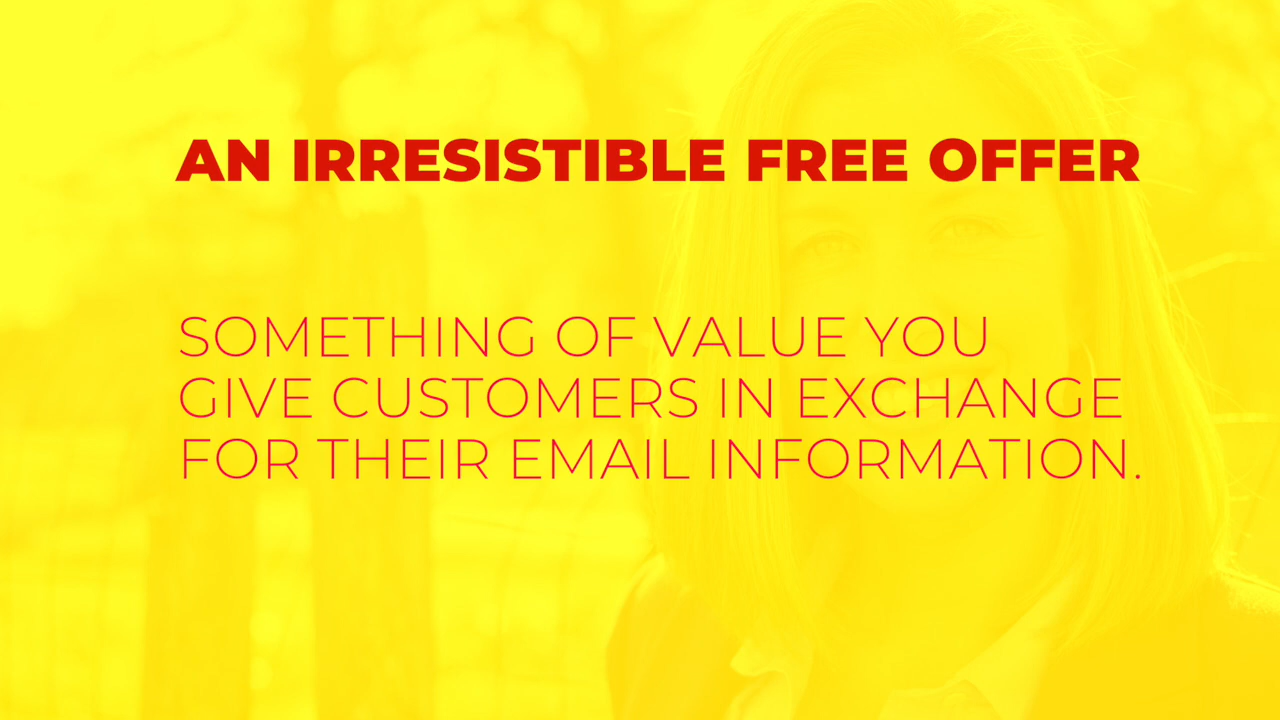 AN IRRESISTIBLE FREE OFFER
SOMETHING OF VALUE YOU
GIVE CUSTOMERS IN EXCHANGE
FOR THEIR EMAIL INFORMATION.